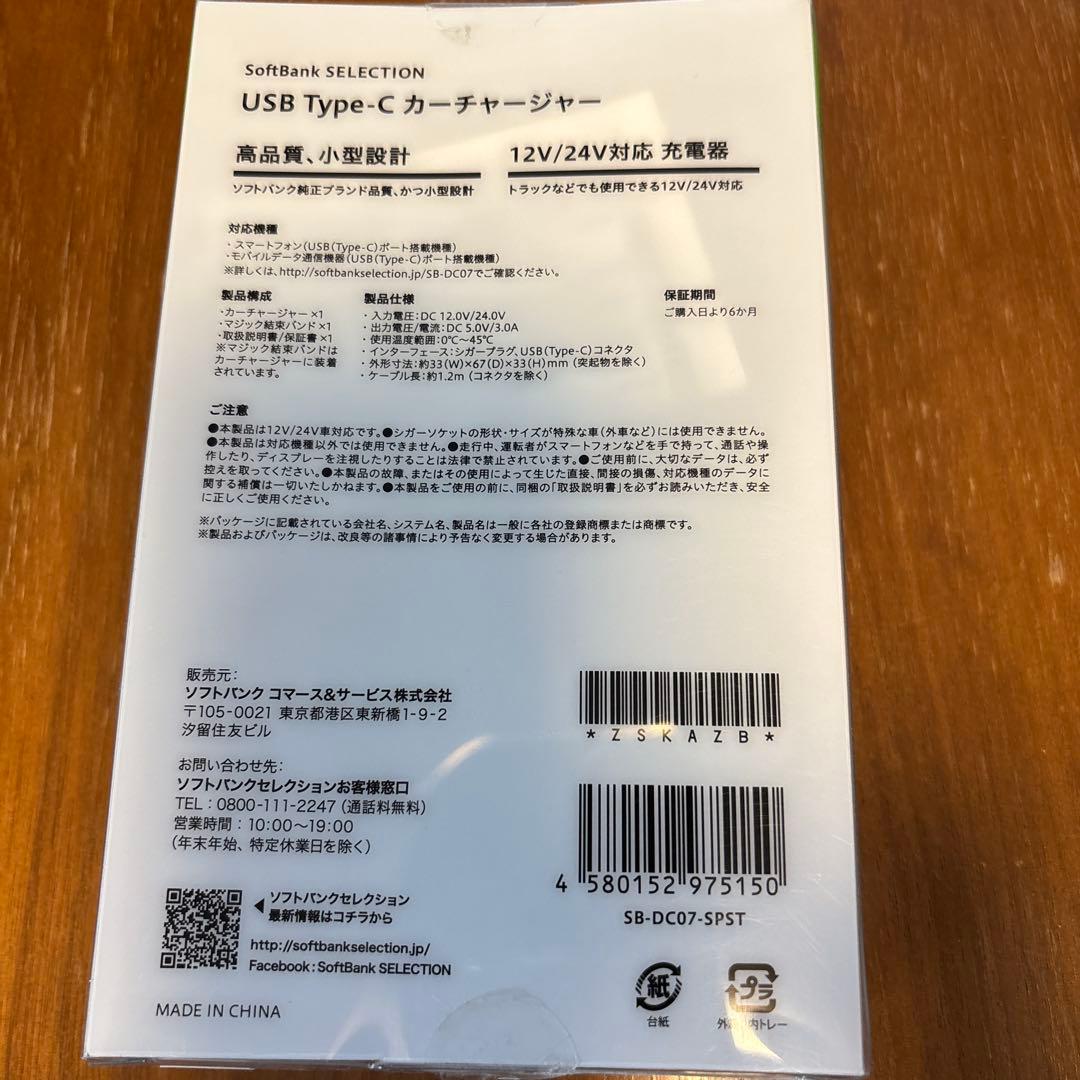 SoftBank SELECTION
USB Type-C カーチャージャー
高品質、小型設計
ソフトバンク純正ブランド品質、かつ小型設計
12V/24V対応 充電器
トラックなどでも使用できる12V/24V対応
対応機種
・スマートフォン(USB(Type-C)ポート搭載機種)
・モバイルデータ通信機器(USB(Type-C)ポート搭載機種)
※詳しくは、http://softbankselection.jp/SB-DC07でご確認ください。
製品構成
・カーチャージャー×1
・マジック結束バンド×1
・取扱説明書/保証書×1
※マジック結束バンドは
カーチャージャーに装着
されています。
製品仕様
・入力電圧:DC 12.0V/24.0V
・出力電圧/電流:DC 5.0V/3.0A
・使用温度範囲:0℃~45℃
・インターフェース:シガープラグ、USB(Type-C)コネクタ
・外形寸法:約33(W)×67(D)×33(H)mm (突起物を除く)
・ケーブル長:約1.2m (コネクタを除く)
保証期間
ご購入日より6か月
ご注意
●本製品は12V/24V車対応です。●シガーソケットの形状・サイズが特殊な車(外車など)には使用できません。
●本製品は対応機種以外では使用できません。●走行中、運転者がスマートフォンなどを手で持って、通話や操
作したり、ディスプレーを注視したりすることは法律で禁止されています。●ご使用前に、大切なデータは、必ず
控えを取ってください。●本製品の故障、またはその使用によって生じた直接、間接の損傷、対応機種のデータに
関する補償は一切いたしかねます。●本製品をご使用の前に、同梱の「取扱説明書」を必ずお読みいただき、安全
に正しくご使用ください。
※パッケージに記載されている会社名、システム名、製品名は一般に各社の登録商標または商標です。
※製品およびパッケージは、改良等の諸事情により予告なく変更する場合があります。
販売元:
ソフトバンク コマース&サービス株式会社
〒105-0021 東京都港区東新橋1-9-2
汐留住友ビル
お問い合わせ先:
ソフトバンクセレクションお客様窓口
TEL:0800-111-2247 (通話料無料)
営業時間:10:00~19:00
(年末年始、特定休業日を除く)
ソフトバンクセレクション
最新情報はコチラから
http://softbankselection.jp/
Facebook:SoftBank SELECTION
MADE IN CHINA
*ZSKAZB*
4 580152 975150
SB-DC07-SPST
紙
台紙
プラ
内トレー